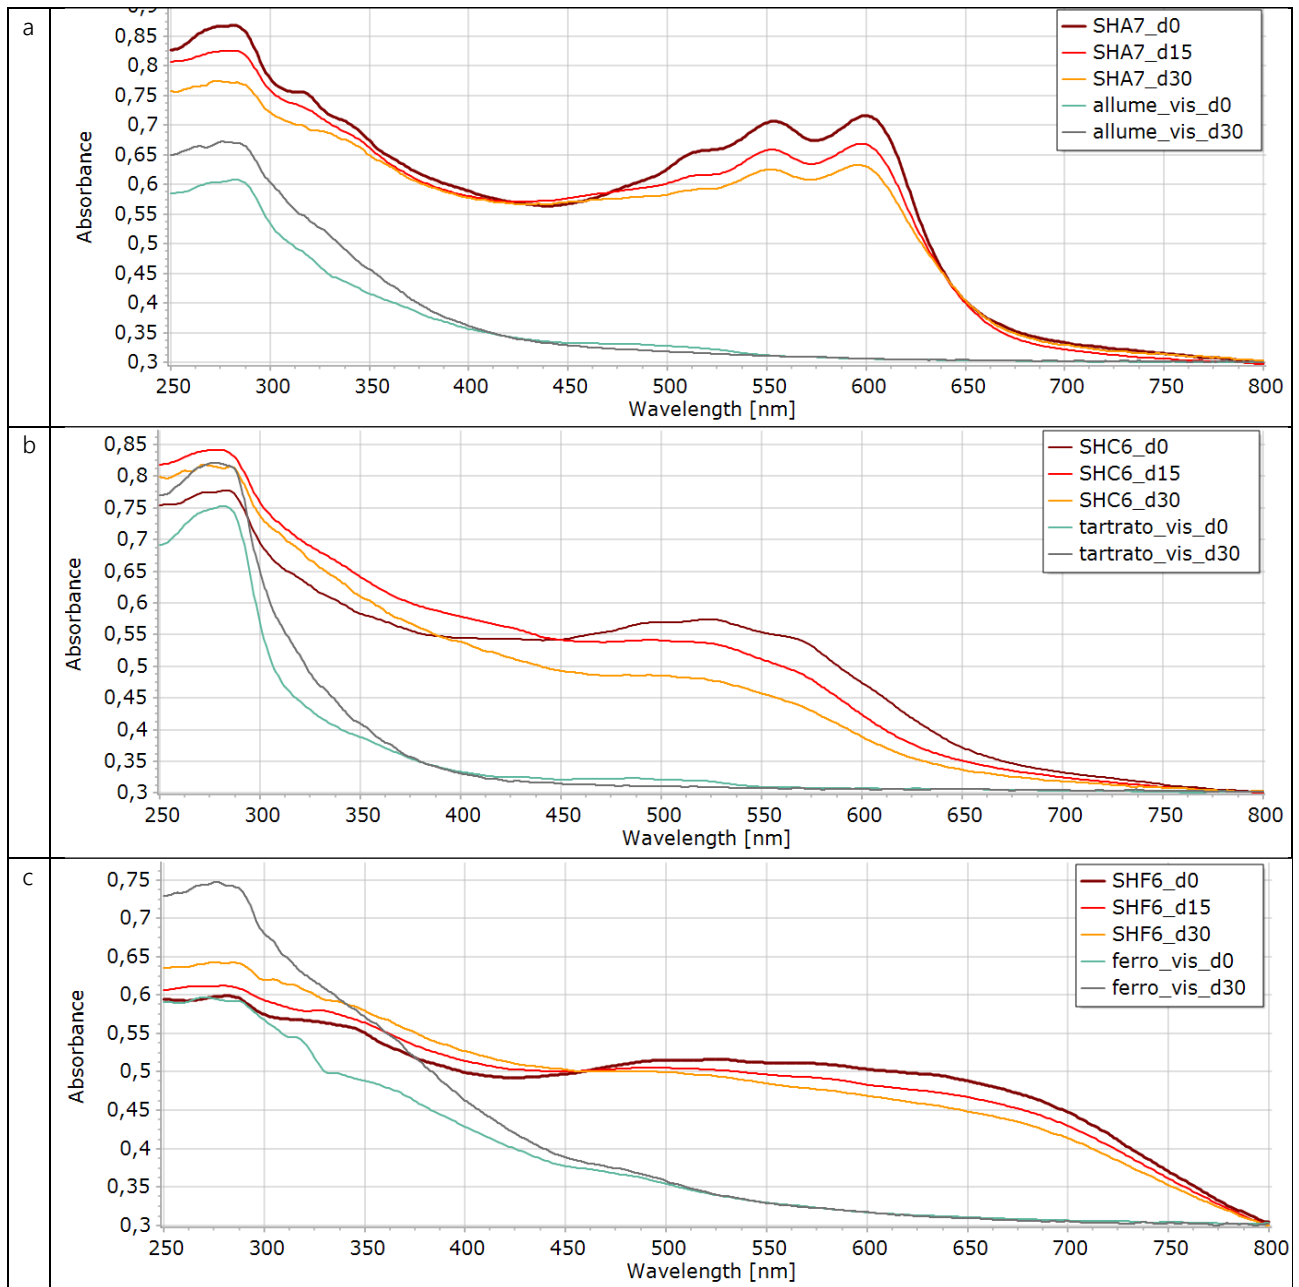 a
0,9
0,85
0,8
0,75
0,7
0,65
0,6
0,55
0,5
0,45
0,4
0,35
0,3
Absorbance
250 300 350 400 450 500 550 600 650 700 750 800
Wavelength [nm]
SHA7_d0
SHA7_d15
SHA7_d30
allume_vis_d0
allume_vis_d30
b
0,85
0,8
0,75
0,7
0,65
0,6
0,55
0,5
0,45
0,4
0,35
0,3
Absorbance
250 300 350 400 450 500 550 600 650 700 750 800
Wavelength [nm]
SHC6_d0
SHC6_d15
SHC6_d30
tartrato_vis_d0
tartrato_vis_d30
c
0,75
0,7
0,65
0,6
0,55
0,5
0,45
0,4
0,35
0,3
Absorbance
250 300 350 400 450 500 550 600 650 700 750 800
Wavelength [nm]
SHF6_d0
SHF6_d15
SHF6_d30
ferro_vis_d0
ferro_vis_d30